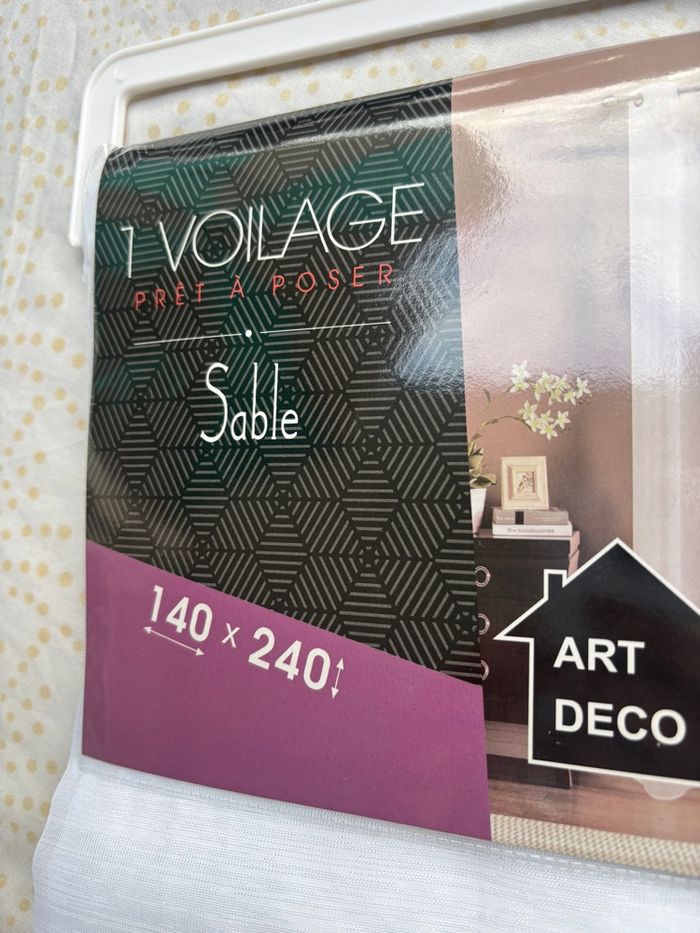 1 VOILAGE
PRÊT À POSER
Sable
140 x 240
ART
DECO